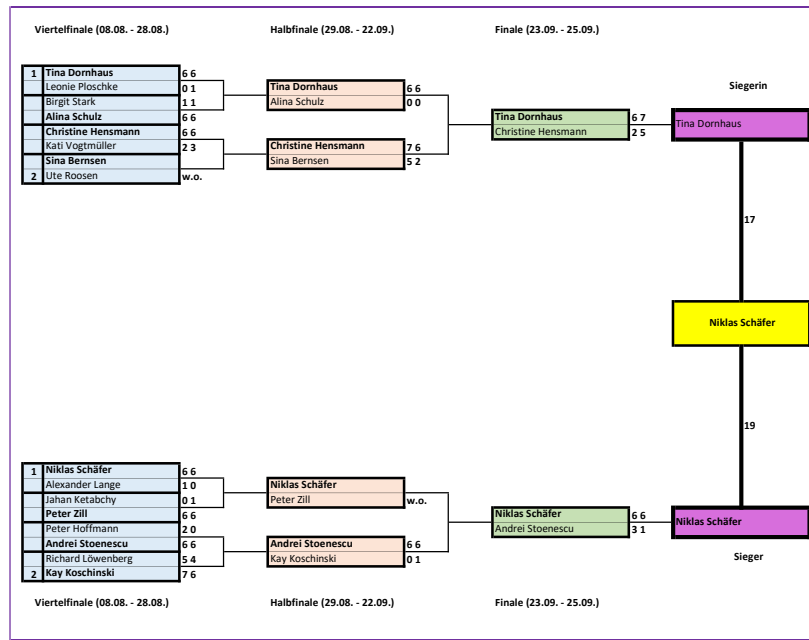 Viertelfinale (08.08. - 28.08.) Halbfinale (29.08. - 22.09.) Finale (23.09. - 25.09.)
1 Tina Dornhaus 6 6
Leonie Ploschke 0 1
Birgit Stark 1 1
Alina Schulz 6 6
Christine Hensmann 6 6
Kati Vogtmüller 2 3
Sina Bernsen
2 Ute Roosen w.o.
Tina Dornhaus 6 6
Alina Schulz 0 0
Christine Hensmann 7 6
Sina Bernsen 5 2
Tina Dornhaus 6 7
Christine Hensmann 2 5
Siegerin
Tina Dornhaus
17
Niklas Schäfer
19
1 Niklas Schäfer 6 6
Alexander Lange 1 0
Jahan Ketabchy 0 1
Peter Zill 6 6
Peter Hoffmann 2 0
Andrei Stoenescu 6 6
Richard Löwenberg 5 4
2 Kay Koschinski 7 6
Niklas Schäfer
Peter Zill w.o.
Andrei Stoenescu 6 6
Kay Koschinski 0 1
Niklas Schäfer 6 6
Andrei Stoenescu 3 1
Niklas Schäfer
Sieger
Viertelfinale (08.08. - 28.08.) Halbfinale (29.08. - 22.09.) Finale (23.09. - 25.09.)